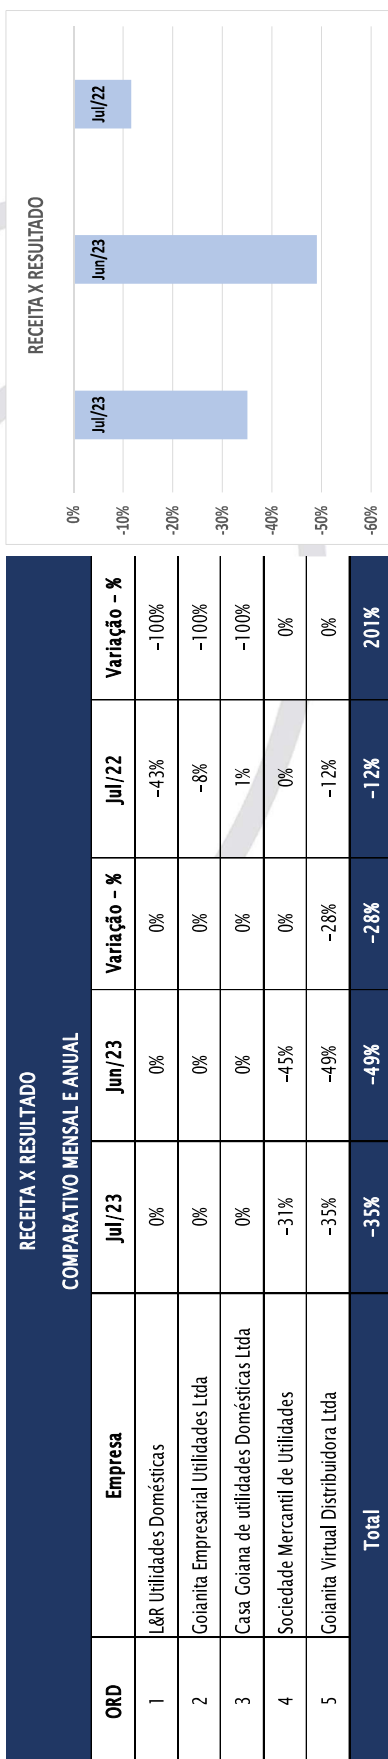 RECEITA X RESULTADO
COMPARATIVO MENSAL E ANUAL
ORD Empresa Jul/23 Jun/23 Variação - % Jul/22 Variação - %
1 L&R Utilidades Domésticas 0% 0% 0% -43% -100%
2 Goianita Empresarial Utilidades Ltda 0% 0% 0% -8% -100%
3 Casa Goiana de utilidades Domésticas Ltda 0% 0% 0% 1% -100%
4 Sociedade Mercantil de Utilidades -31% -45% 0% 0% 0%
5 Goianita Virtual Distribuidora Ltda -35% -49% -28% -12% 0%
Total -35% -49% -28% -12% 201%
RECEITA X RESULTADO
0%
-10%
-20%
-30%
-40%
-50%
-60%
Jul/23
Jun/23
Jul/22